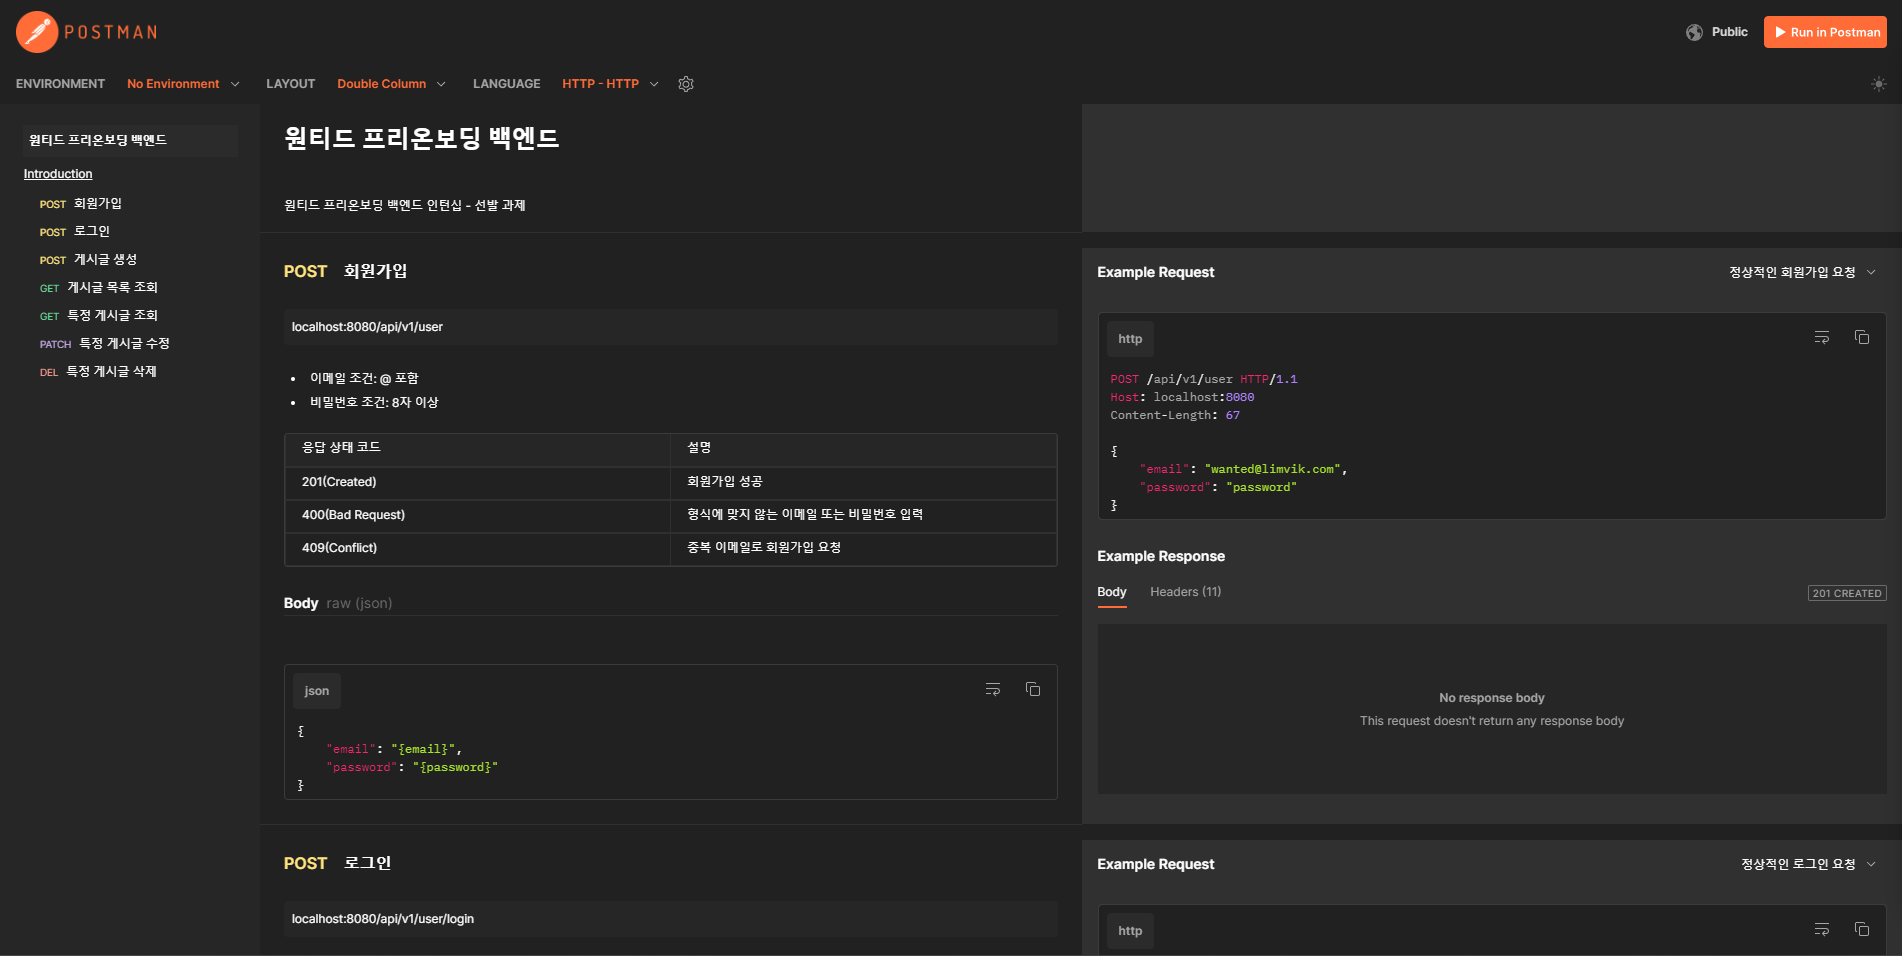 POSTMAN
Public
Run in Postman
ENVIRONMENT No Environment LAYOUT Double Column LANGUAGE HTTP - HTTP
원티드 프리온보딩 백엔드
Introduction
POST 회원가입
POST 로그인
POST 게시글 생성
GET 게시글 목록 조회
GET 특정 게시글 조회
PATCH 특정 게시글 수정
DEL 특정 게시글 삭제
원티드 프리온보딩 백엔드
원티드 프리온보딩 백엔드 인턴십 - 선발 과제
POST 회원가입
localhost:8080/api/v1/user
• 이메일 조건: @ 포함
• 비밀번호 조건: 8자 이상
응답 상태 코드 설명
201(Created) 회원가입 성공
400(Bad Request) 형식에 맞지 않는 이메일 또는 비밀번호 입력
409(Conflict) 중복 이메일로 회원가입 요청
Body raw (json)
json
{
    "email": "{email}",
    "password": "{password}"
}
Example Request 정상적인 회원가입 요청
http
POST /api/v1/user HTTP/1.1
Host: localhost:8080
Content-Length: 67
{
    "email": "wanted@limvik.com",
    "password": "password"
}
Example Response
Body Headers (11) 201 CREATED
No response body
This request doesn't return any response body
POST 로그인
localhost:8080/api/v1/user/login
Example Request 정상적인 로그인 요청
http